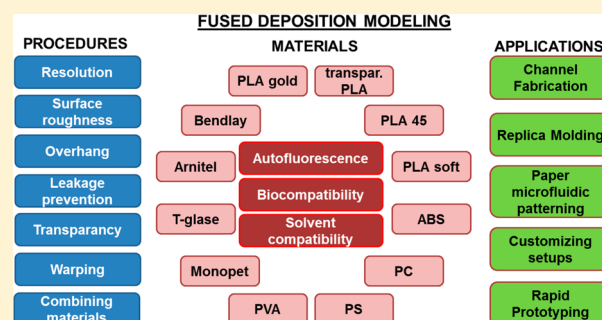 FUSED DEPOSITION MODELING
PROCEDURES
Resolution
Surface
roughness
Overhang
Leakage
prevention
Transparancy
Warping
Combining
materials
MATERIALS
PLA gold
transpar.
PLA
Bendlay
PLA 45
Arnitel
Autofluorescence
PLA soft
Biocompatibility
T-glase
Solvent
compatibility
ABS
Monopet
PC
PVA
PS
APPLICATIONS
Channel
Fabrication
Replica Molding
Paper
microfluidic
patterning
Customizing
setups
Rapid
Prototyping